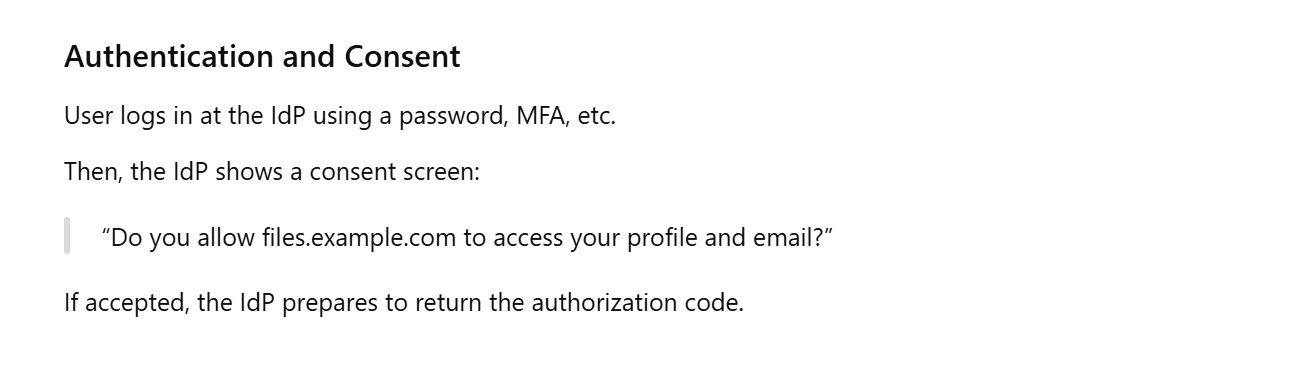 Authentication and Consent
User logs in at the IdP using a password, MFA, etc.
Then, the IdP shows a consent screen:
“Do you allow files.example.com to access your profile and email?”
If accepted, the IdP prepares to return the authorization code.